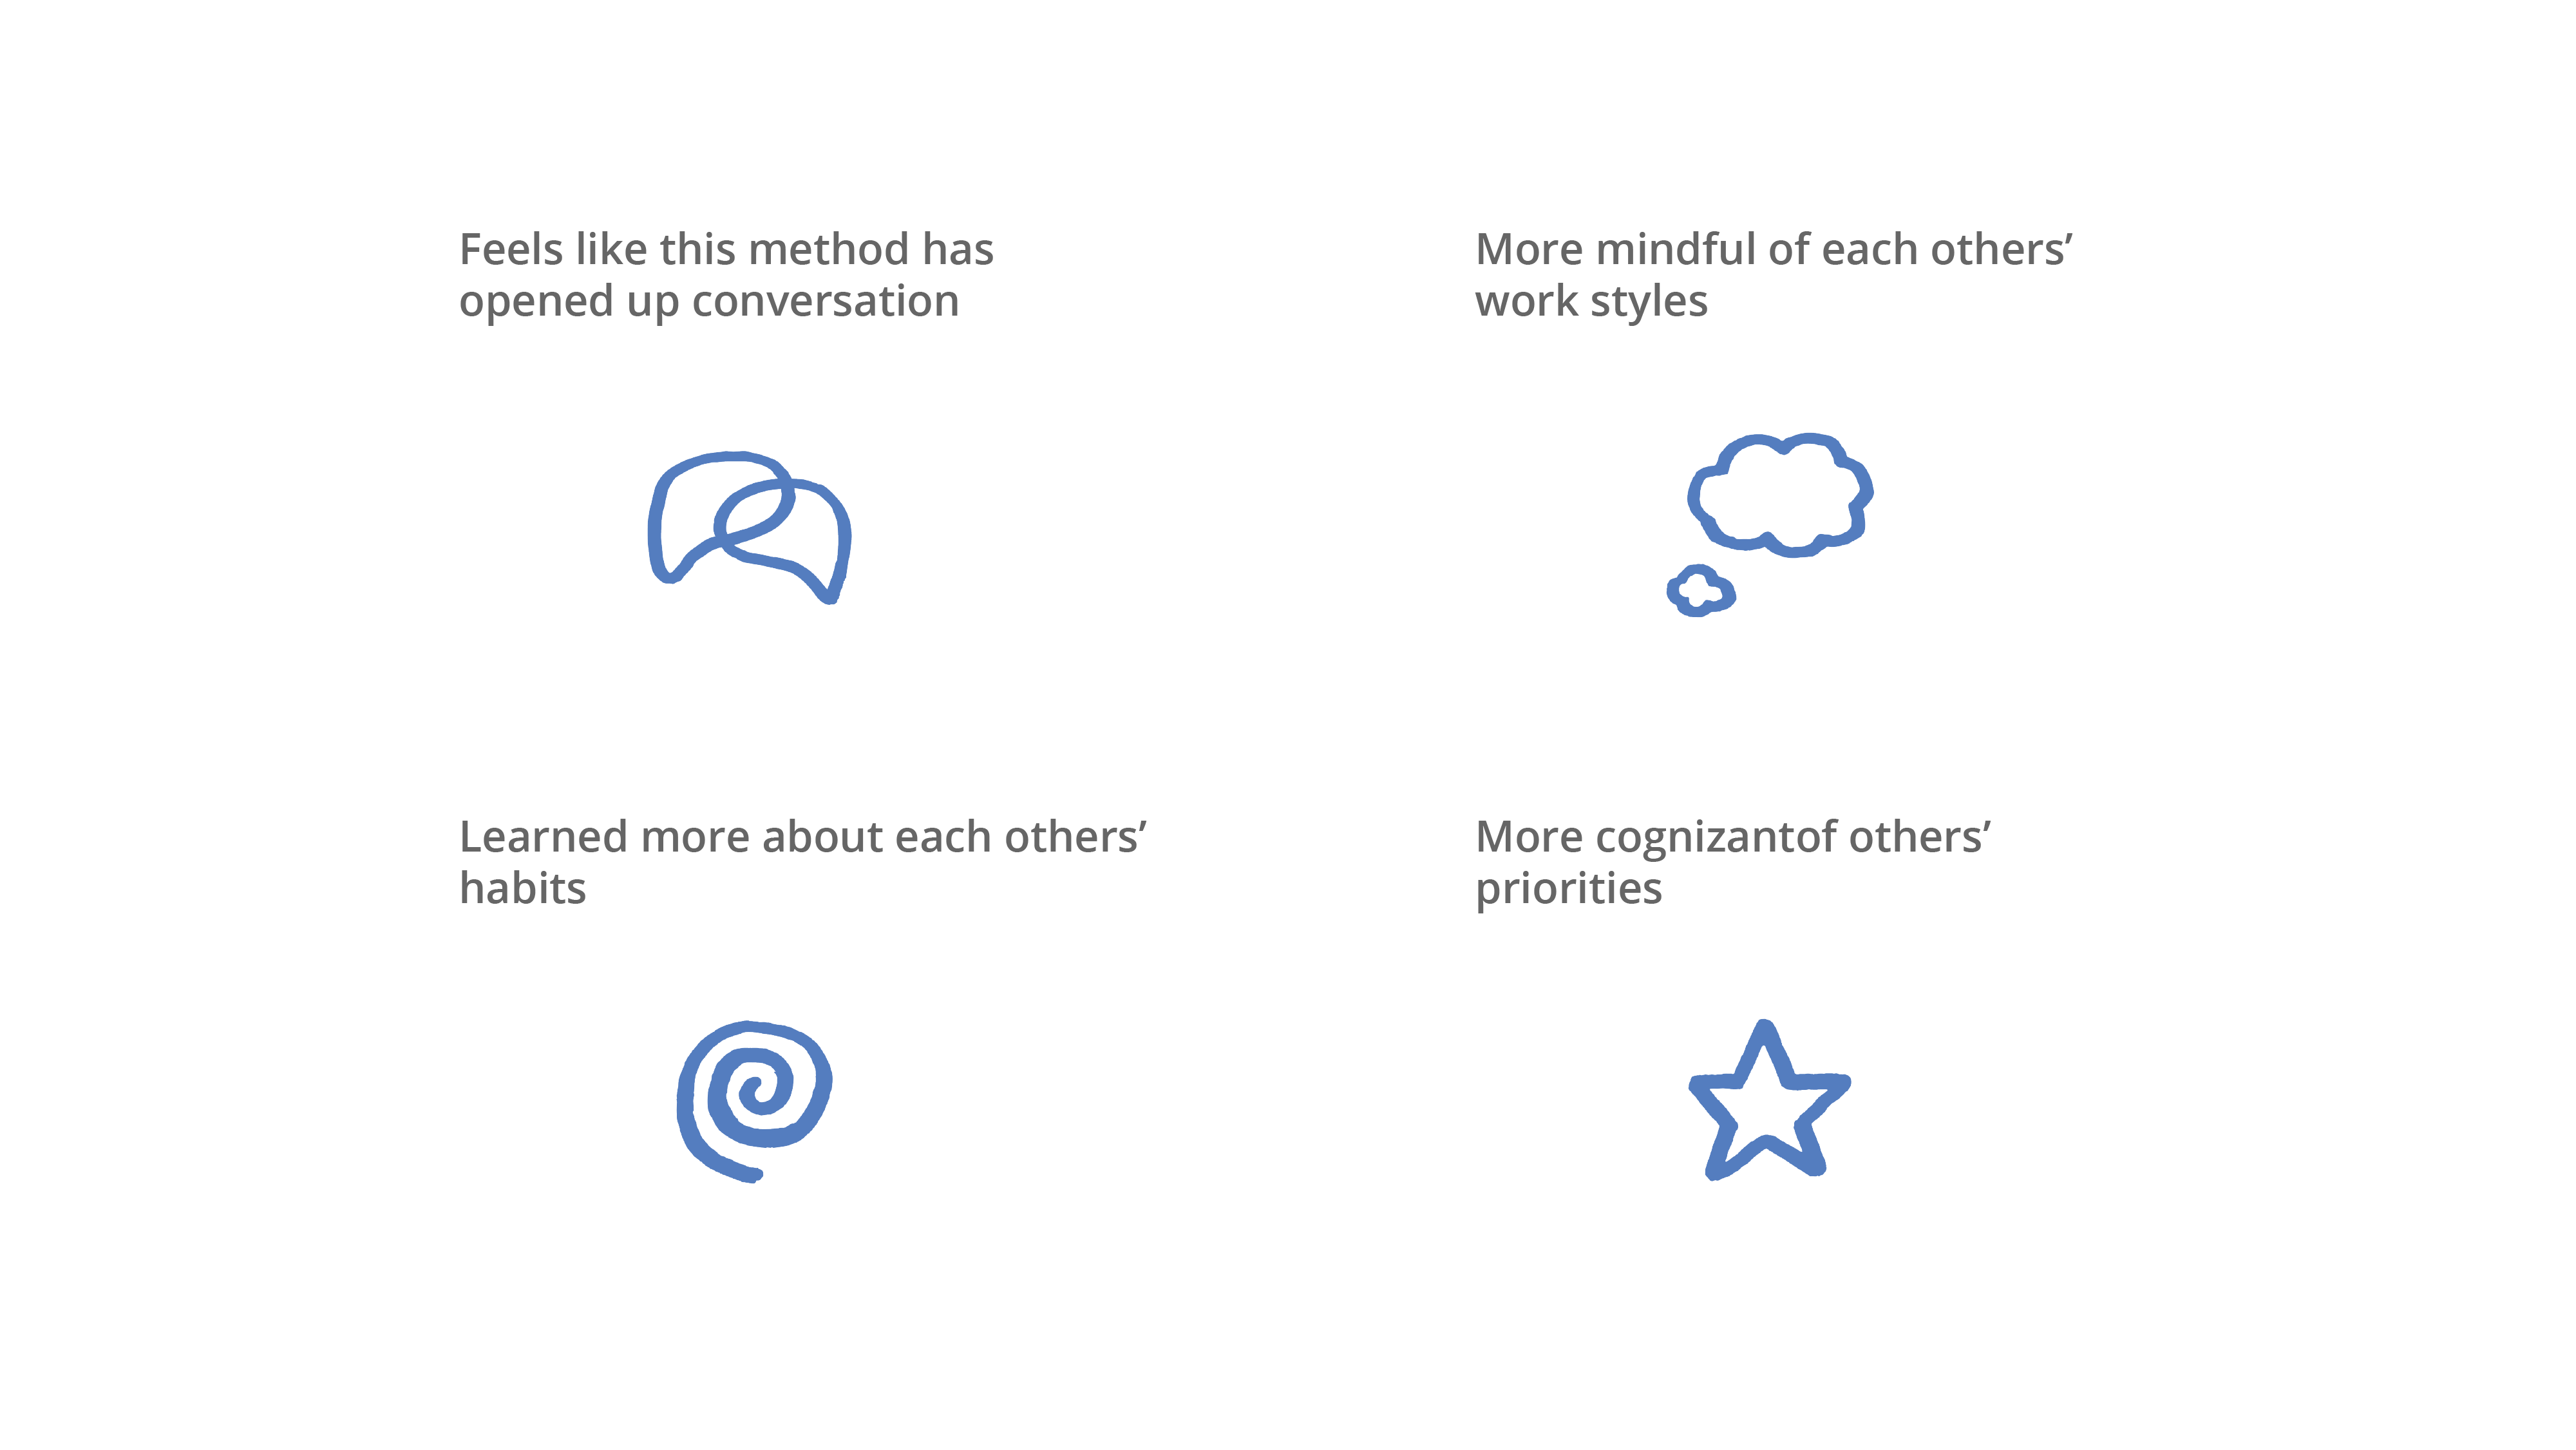 Feels like this method has
opened up conversation
More mindful of each others’
work styles
Learned more about each others’
habits
More cognizantof others’
priorities